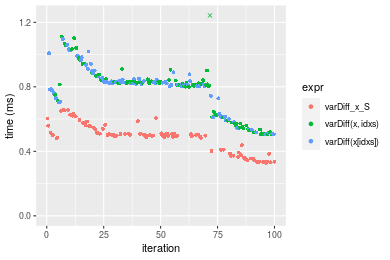 time (ms)
1.2
0.8
0.4
0.0
0
25
50
75
100
iteration
expr
varDiff_x_S
varDiff(x, idxs)
varDiff(x[idxs])